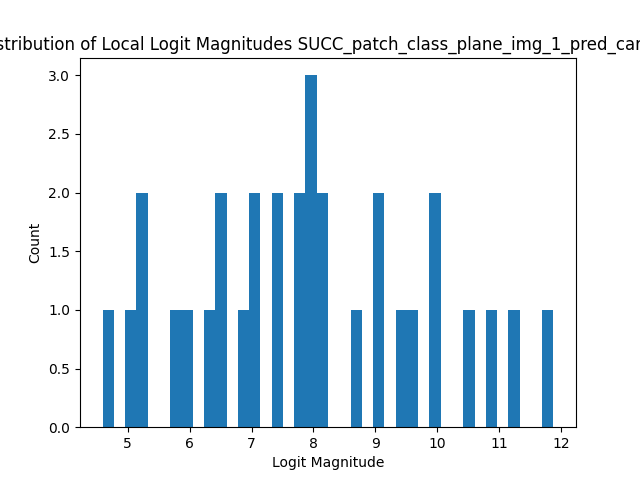 stribution of Local Logit Magnitudes SUCC_patch_class_plane_img_1_pred_car
3.0
2.5
2.0
1.5
1.0
0.5
0.0
Count
5 6 7 8 9 10 11 12
Logit Magnitude